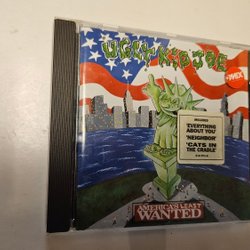 UGLY KID JOE
INCLUDES
'EVERYTHING
ABOUT YOU'
'NEIGHBOR'
'CATS IN
THE CRADLE'
AMERICA'S LEAST
WANTED